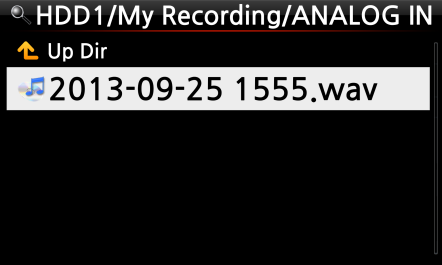 HDD1/My Recording/ANALOG IN
Up Dir
2013-09-25 1555.wav